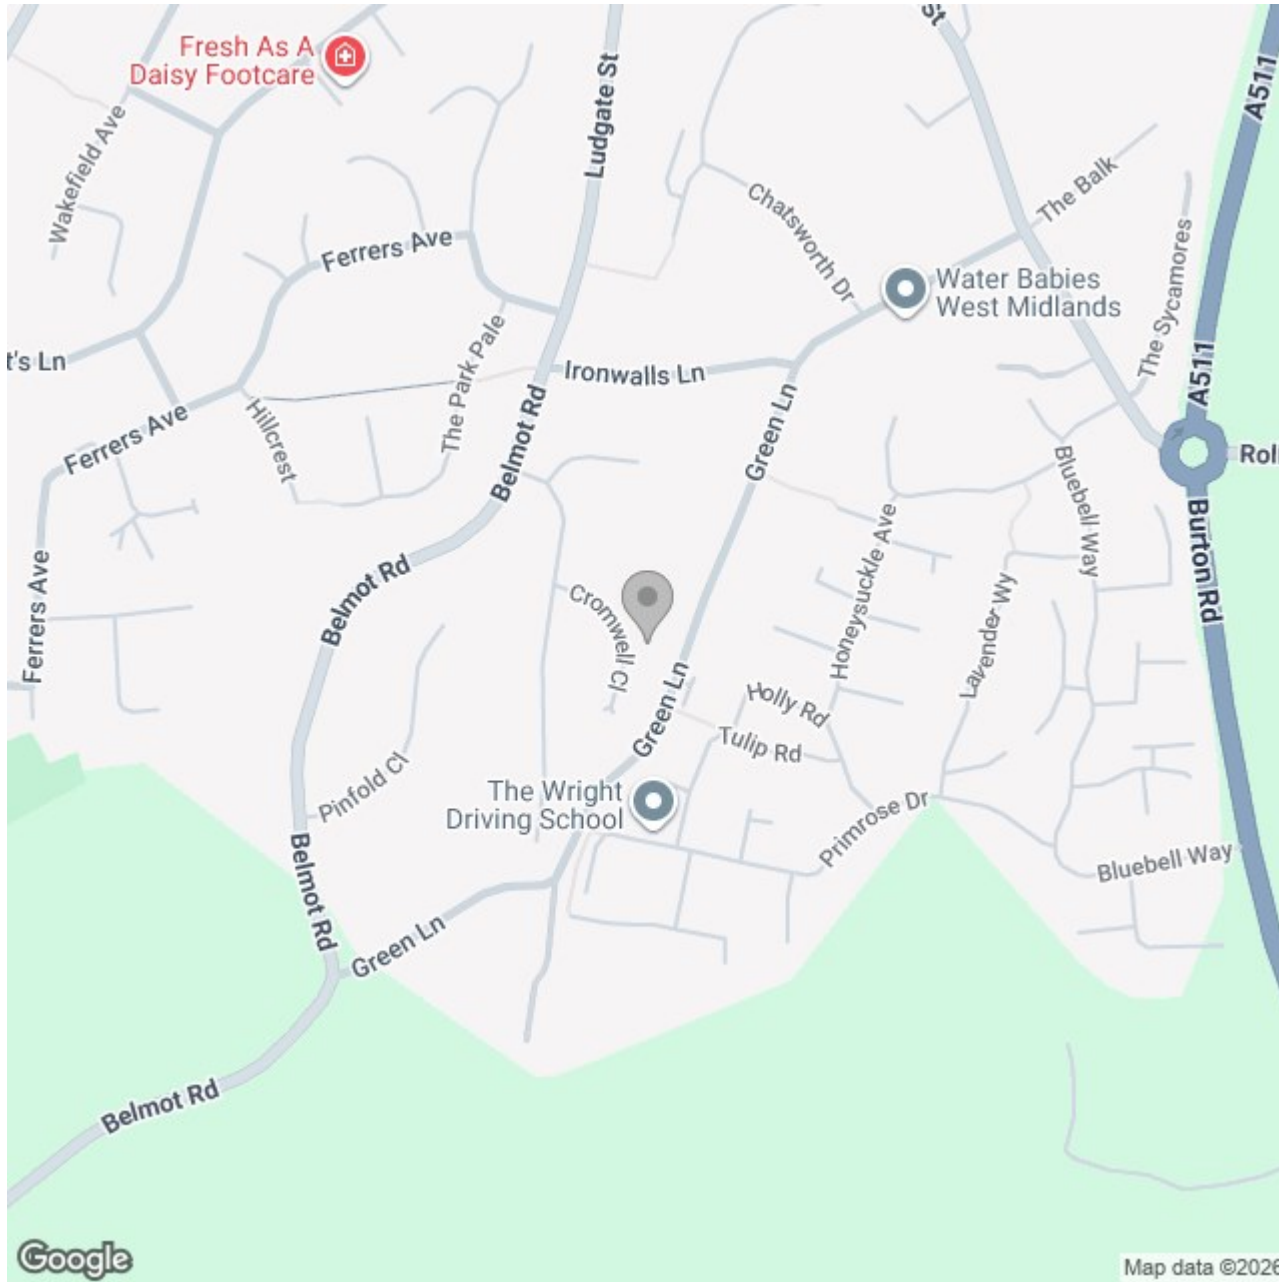 St
Fresh As A
Daisy Footcare
Ludgate St
A511
Wakefield Ave
The Balk
Chatsworth Dr
Ferrers Ave
Water Babies
West Midlands
The Sycamores
The Park Pale
t's Ln
Ironwalls Ln
A511
Green Ln
Hillcrest
Ferrers Ave
Belmot Rd
Bluebell Way
Roll
Burton Rd
Honeysuckle Ave
Belmot Rd
Ferrers Ave
Cromwell Cl
Lavender Wy
Green Ln
Holly Rd
Tulip Rd
Pinfold Cl
The Wright
Driving School
Primrose Dr
Bluebell Way
Belmot Rd
Green Ln
Belmot Rd
Google
Map data ©2026